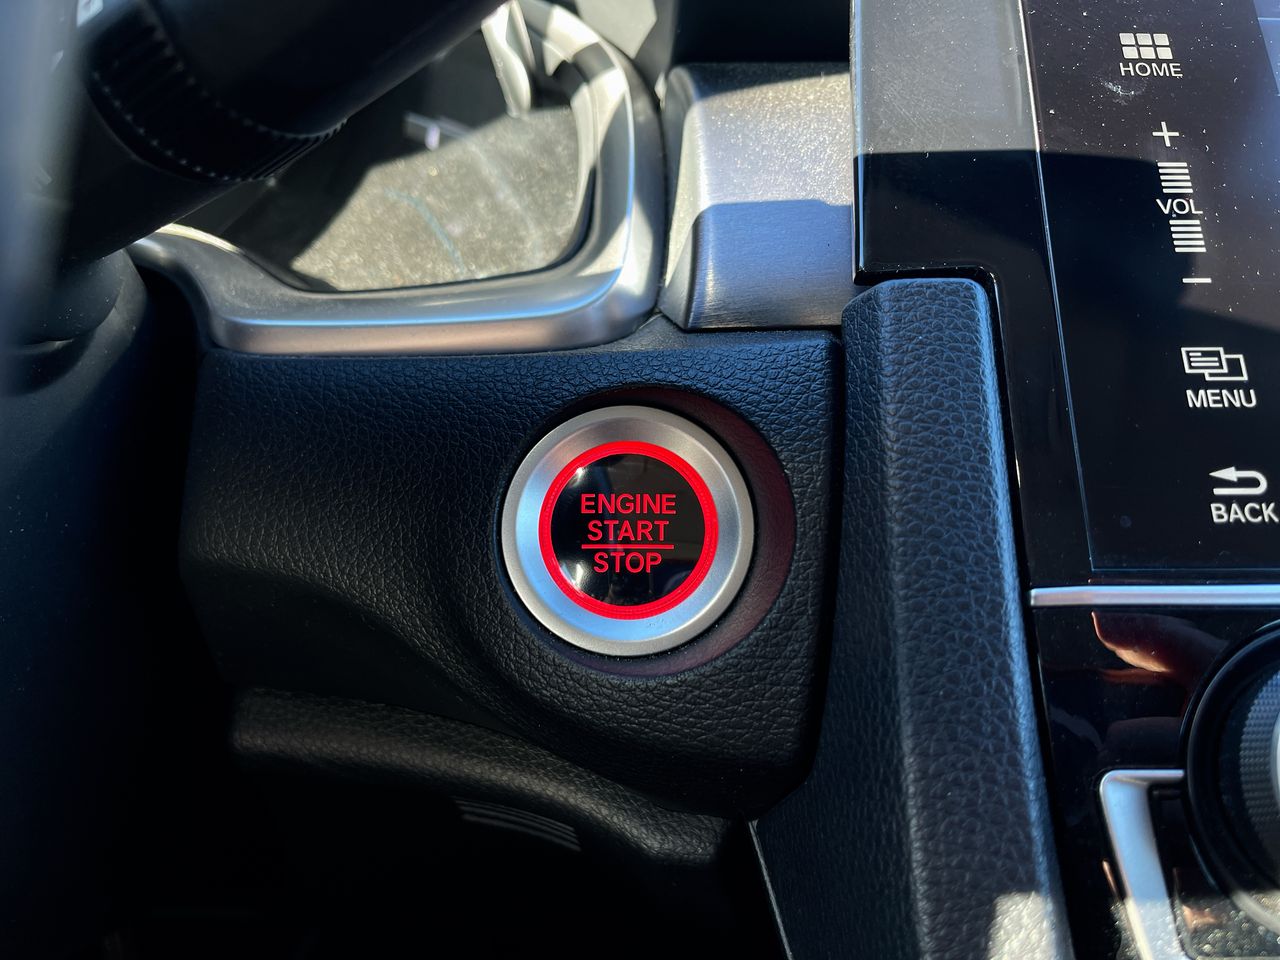 HOME
+
VOL
−
MENU
BACK
ENGINE
START
STOP